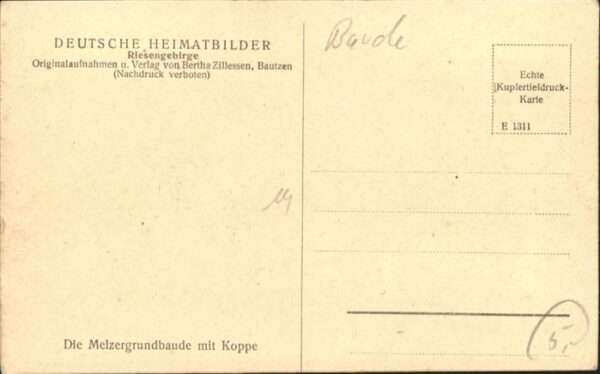 DEUTSCHE HEIMATBILDER
Riesengebirge
Originalaufnahmen u. Verlag von Bertha Zillessen, Bautzen
(Nachdruck verboten)
Baude
Echte
Kupfertiefdruck-
Karte
E 1311
Die Melzergrundbaude mit Koppe
5,-